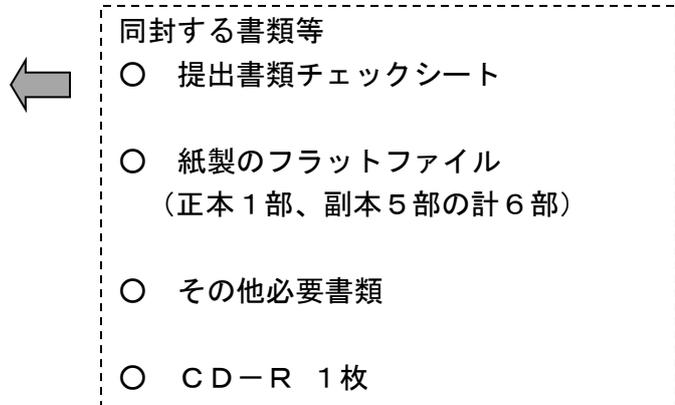 同封する書類等
○　提出書類チェックシート
○　紙製のフラットファイル
（正本１部、副本５部の計６部）
○　その他必要書類
○　ＣＤ－Ｒ １枚